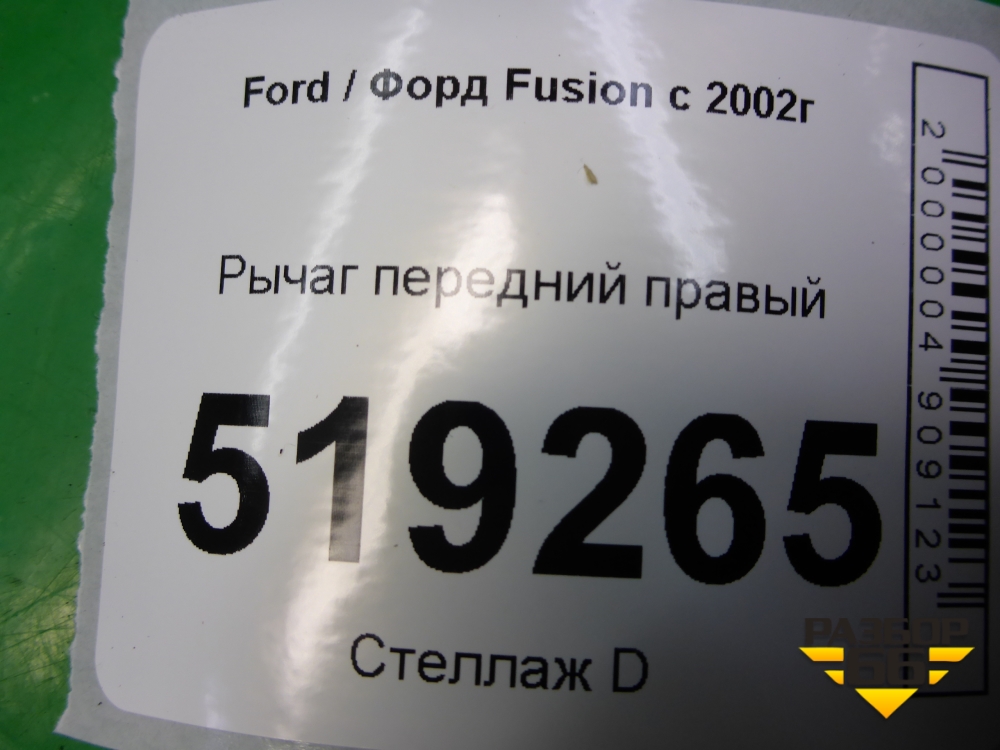 Ford / Форд Fusion с 2002г
Рычаг передний правый
519265
Стеллаж D
2000004909123
РАЗБОР
66